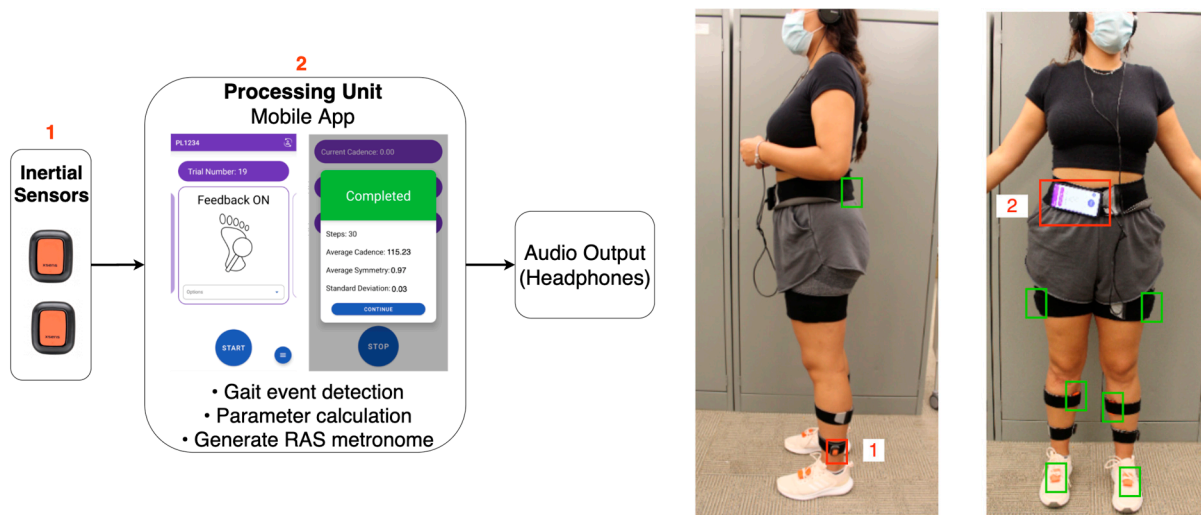 1
Inertial
Sensors
2
Processing Unit
Mobile App
PL1234
Trial Number: 19
Feedback ON
Options
START
Current Cadence: 0.00
Completed
Steps: 30
Average Cadence: 115.23
Average Symmetry: 0.97
Standard Deviation: 0.03
CONTINUE
STOP
• Gait event detection
• Parameter calculation
• Generate RAS metronome
Audio Output
(Headphones)
1
2